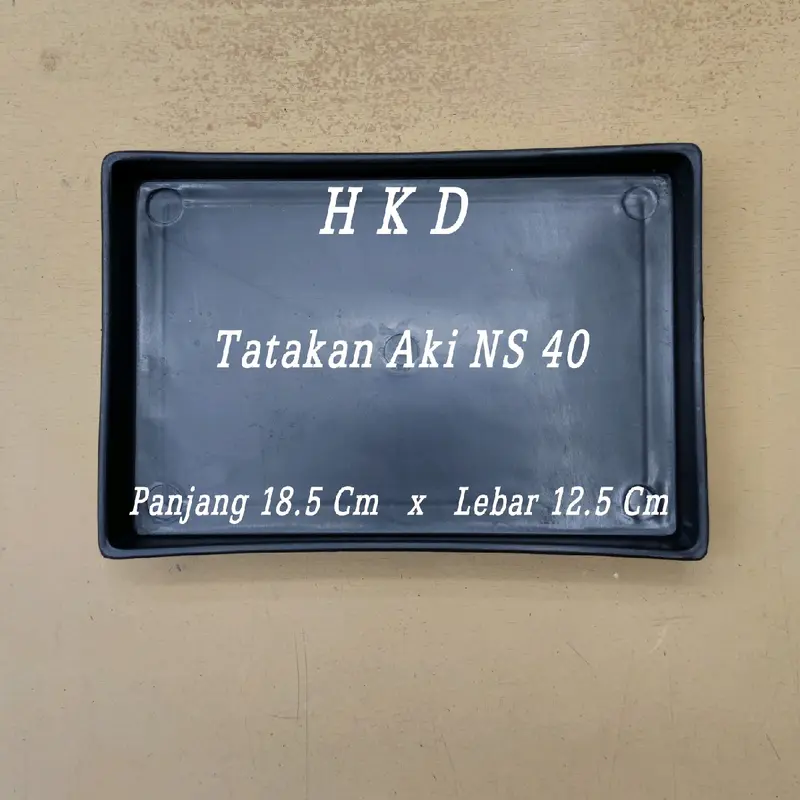 H K D
Tatakan Aki NS 40
Panjang 18.5 Cm x Lebar 12.5 Cm